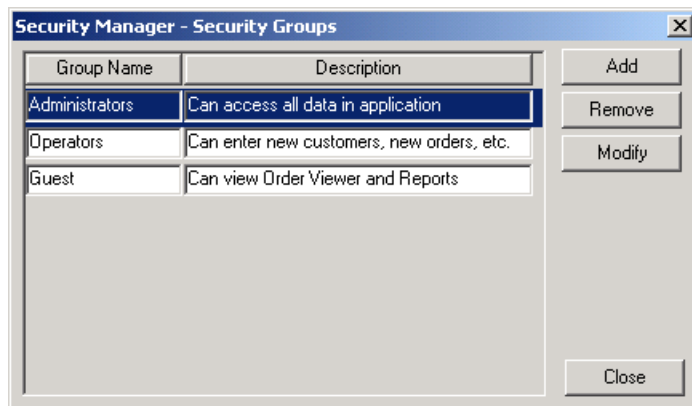 Security Manager - Security Groups
Group Name Description Add
Administrators Can access all data in application Remove
Operators Can enter new customers, new orders, etc. Modify
Guest Can view Order Viewer and Reports
Close